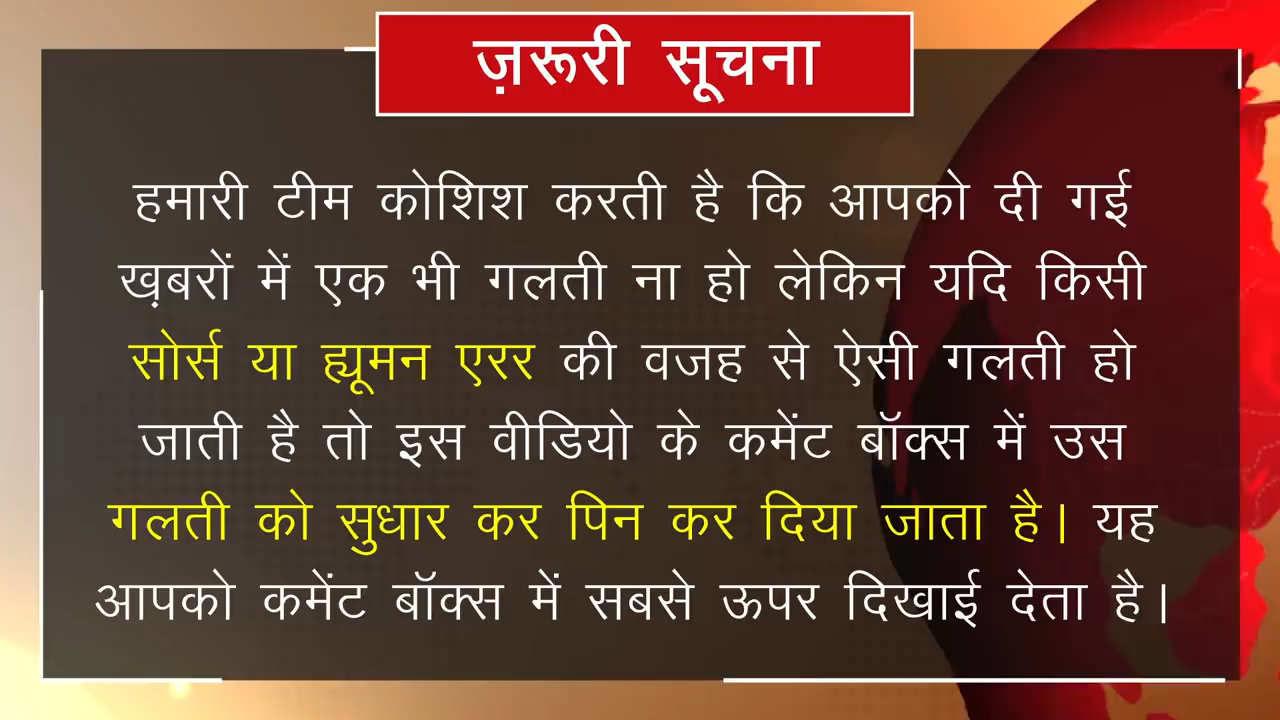 ज़रूरी सूचना
हमारी टीम कोशिश करती है कि आपको दी गई
ख़बरों में एक भी गलती ना हो लेकिन यदि किसी
सोर्स या ह्यूमन एरर की वजह से ऐसी गलती हो
जाती है तो इस वीडियो के कमेंट बॉक्स में उस
गलती को सुधार कर पिन कर दिया जाता है। यह
आपको कमेंट बॉक्स में सबसे ऊपर दिखाई देता है।